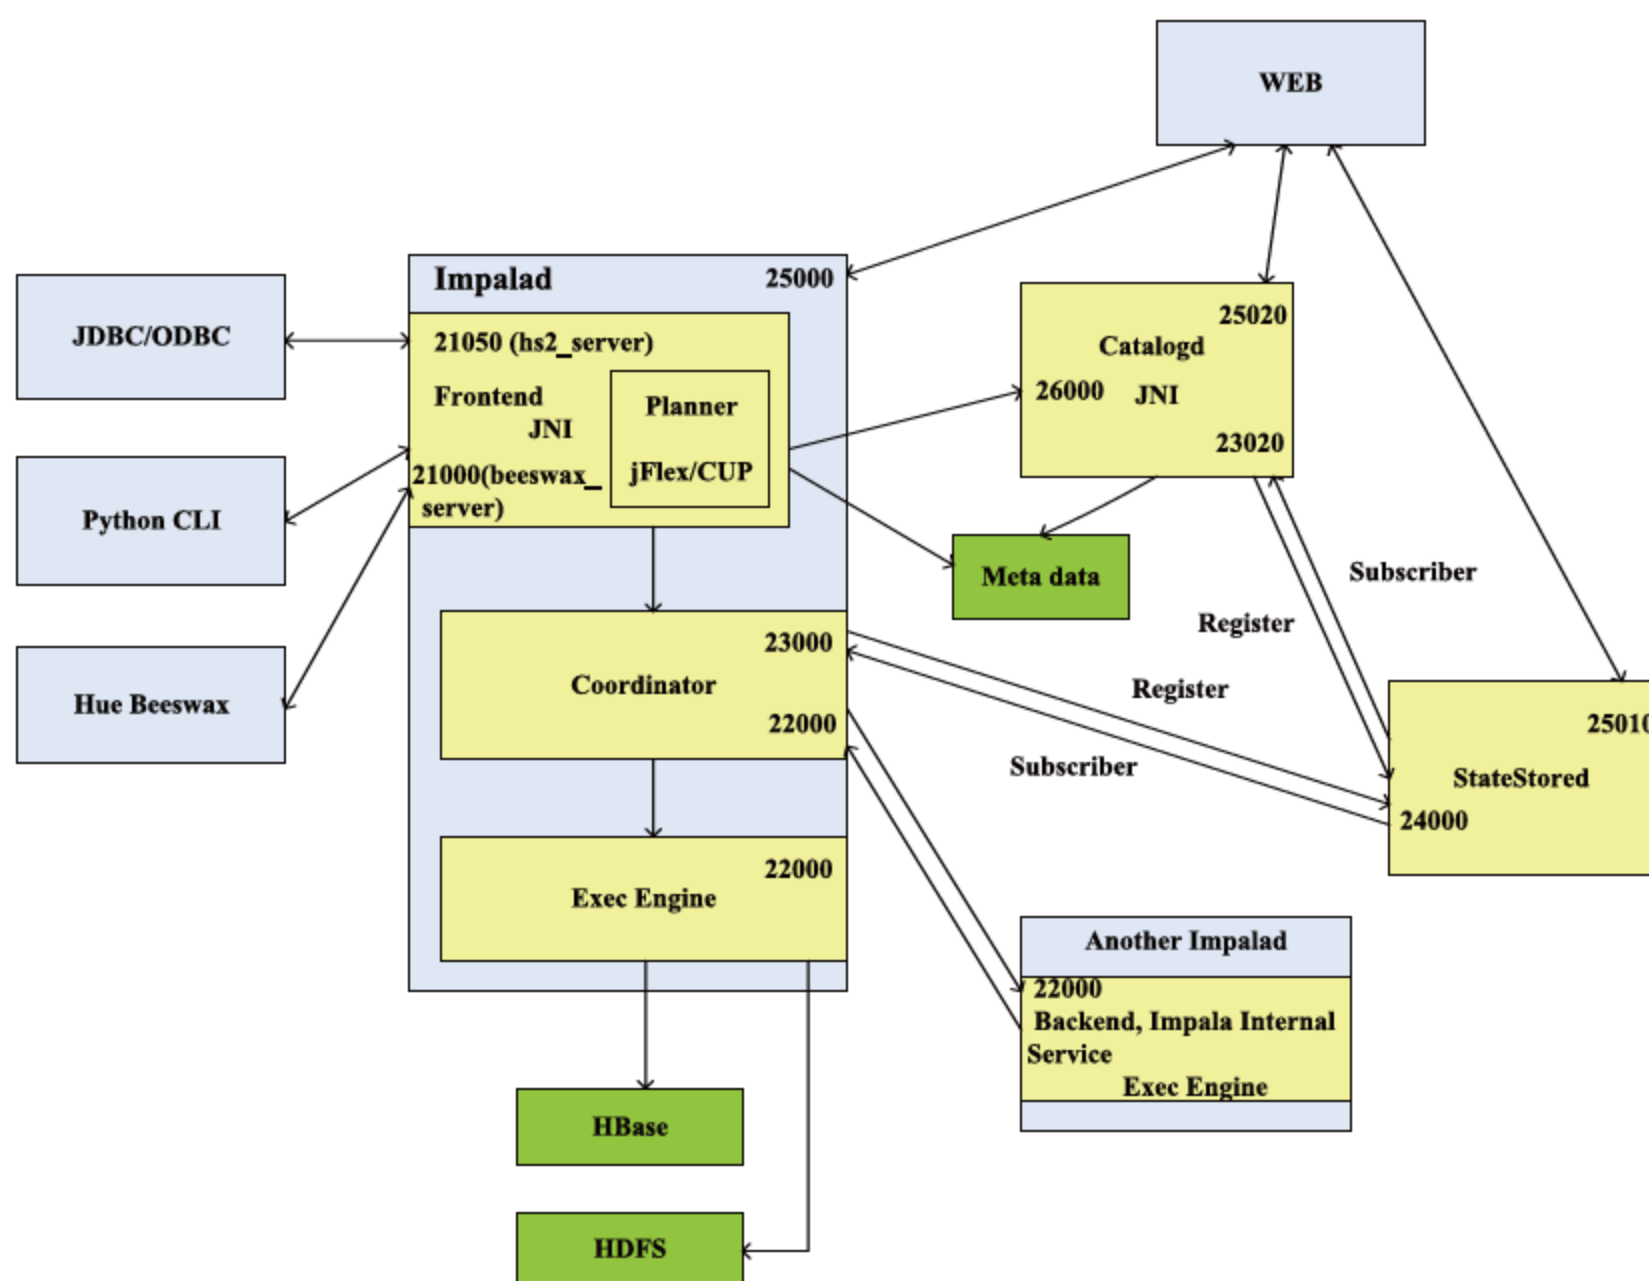 WEB
Impalad
25000
JDBC/ODBC
21050 (hs2_server)
Frontend
JNI
Planner
jFlex/CUP
21000(beeswax_
server)
25020
Catalogd
26000
JNI
23020
Python CLI
Meta data
Subscriber
Register
Hue Beeswax
23000
Coordinator
22000
Register
Subscriber
25010
StateStored
24000
22000
Exec Engine
Another Impalad
22000
Backend, Impala Internal
Service
Exec Engine
HBase
HDFS